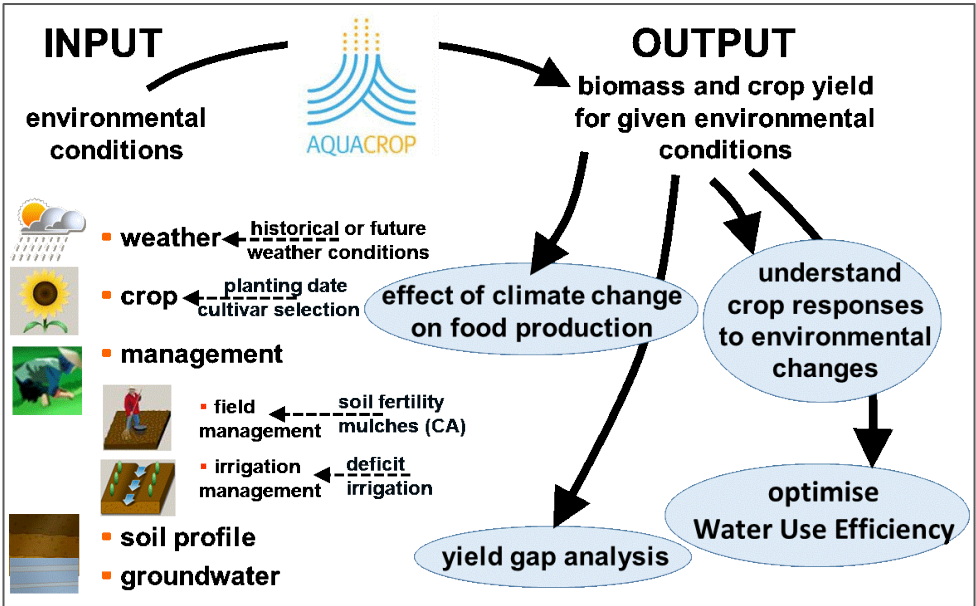 INPUT
OUTPUT
environmental
conditions
AQUACROP
biomass and crop yield
for given environmental
conditions
weather
historical or future
weather conditions
crop
planting date
cultivar selection
management
field
management
soil fertility
mulches (CA)
irrigation
management
deficit
irrigation
soil profile
groundwater
effect of climate change
on food production
understand
crop responses
to environmental
changes
yield gap analysis
optimise
Water Use Efficiency